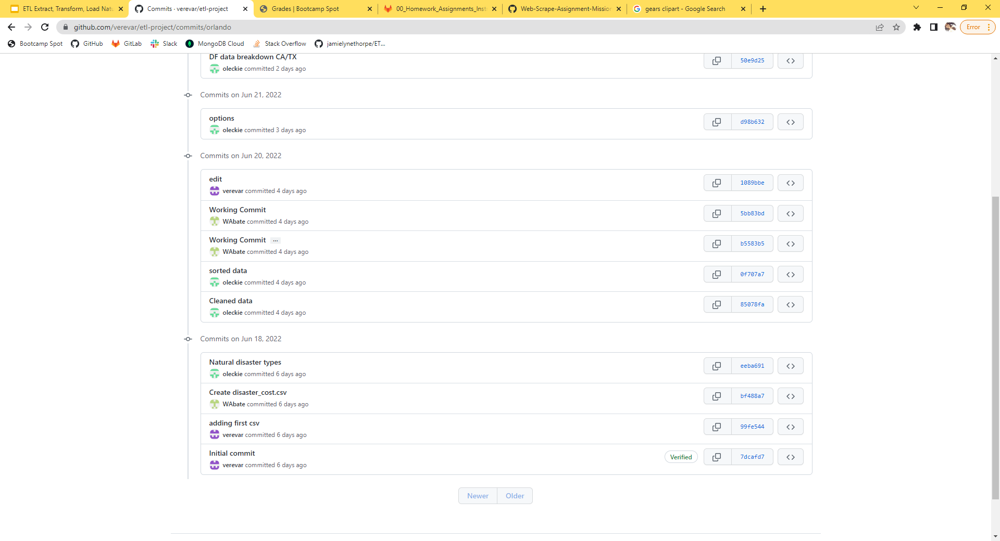 ETL Extract, Transform, Load Natu
Commits · verevar/etl-project
Grades | Bootcamp Spot
00_Homework_Assignments_Inst
Web-Scrape-Assignment-Mission
gears clipart - Google Search
github.com/verevar/etl-project/commits/orlando
Error
Bootcamp Spot
GitHub
GitLab
Slack
MongoDB Cloud
Stack Overflow
jamielynethorpe/ET...
DF data breakdown CA/TX
50e9d25
oleckie committed 2 days ago
Commits on Jun 21, 2022
options
d98b632
oleckie committed 3 days ago
Commits on Jun 20, 2022
edit
1089bbe
verevar committed 4 days ago
Working Commit
5bb83bd
WAbate committed 4 days ago
Working Commit ...
b5583b5
WAbate committed 4 days ago
sorted data
0f707a7
oleckie committed 4 days ago
Cleaned data
85078fa
oleckie committed 4 days ago
Commits on Jun 18, 2022
Natural disaster types
eeba691
oleckie committed 6 days ago
Create disaster_cost.csv
bf488a7
WAbate committed 6 days ago
adding first csv
99fe544
verevar committed 6 days ago
Initial commit
Verified
7dcafd7
verevar committed 6 days ago
Newer
Older